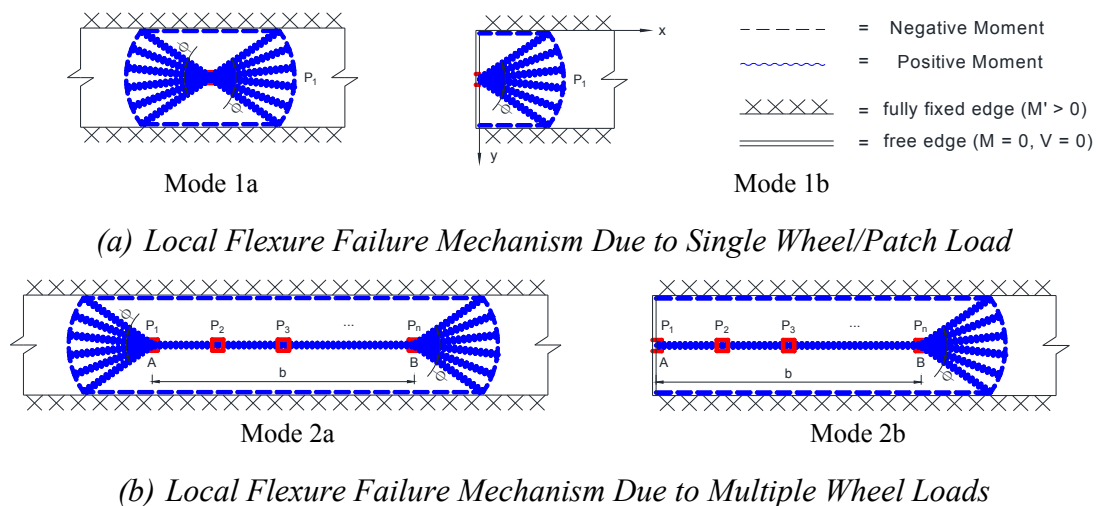 P1
ϕ
ϕ
Mode 1a
x
P1
ϕ
y
Mode 1b
= Negative Moment
= Positive Moment
= fully fixed edge (M' > 0)
= free edge (M = 0, V = 0)
(a) Local Flexure Failure Mechanism Due to Single Wheel/Patch Load
ϕ P1 P2 P3 ... Pn
A B ϕ
b
Mode 2a
P1 P2 P3 ... Pn
A B ϕ
b
Mode 2b
(b) Local Flexure Failure Mechanism Due to Multiple Wheel Loads